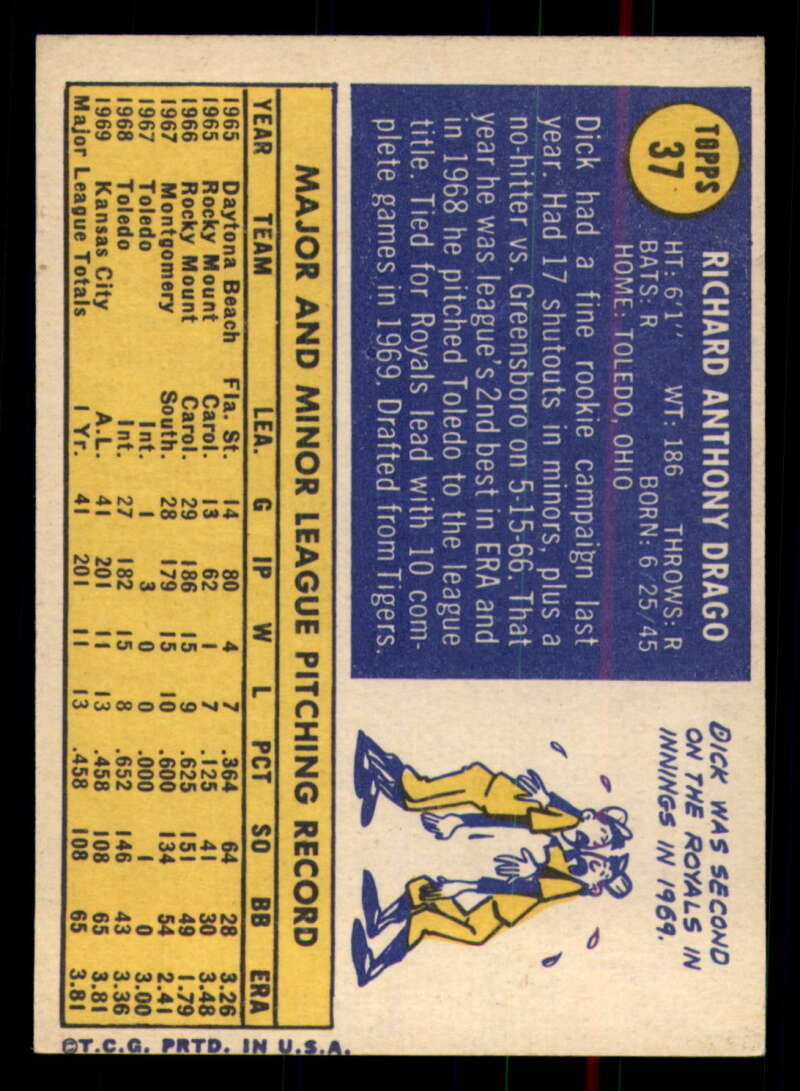 TOPPS
37
RICHARD ANTHONY DRAGO
HT: 6'1" WT: 186 THROWS: R
BATS: R BORN: 6/25/45
HOME: TOLEDO, OHIO
Dick had a fine rookie campaign last
year. Had 17 shutouts in minors, plus a
no-hitter vs. Greensboro on 5-15-66. That
year he was league's 2nd best in ERA and
in 1968 he pitched Toledo to the league
title. Tied for Royals lead with 10 com-
plete games in 1969. Drafted from Tigers.
DICK WAS SECOND
ON THE ROYALS IN
INNINGS IN 1969.
MAJOR AND MINOR LEAGUE PITCHING RECORD
YEAR TEAM LEA. G IP W L PCT SO BB ERA
1965 Daytona Beach Fla. St. 14 80 4 7 .364 64 28 3.26
1965 Rocky Mount Carol. 13 62 1 7 .125 41 30 3.48
1966 Rocky Mount Carol. 29 186 15 9 .625 151 49 1.79
1967 Montgomery South. 28 179 15 10 .600 134 54 2.41
1967 Toledo Int. 1 3 0 0 .000 1 0 3.00
1968 Toledo Int. 27 182 15 8 .652 146 43 3.36
1969 Kansas City A.L. 41 201 11 13 .458 108 65 3.81
Major League Totals 1 Yr. 41 201 11 13 .458 108 65 3.81
©T.C.G. PRTD. IN U.S.A.